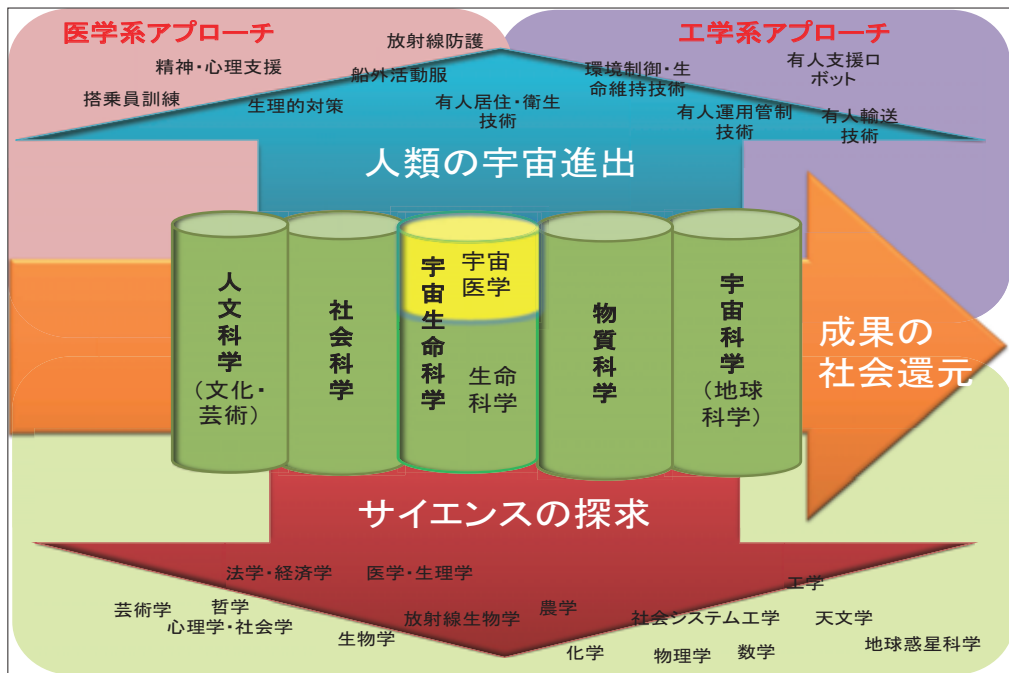 医学系アプローチ
工学系アプローチ
放射線防護
精神・心理支援
船外活動服
搭乗員訓練
生理的対策
有人居住・衛生
技術
環境制御・生
命維持技術
有人支援ロ
ボット
有人運用管制
技術
有人輸送
技術
人類の宇宙進出
人文科学
(文化・
芸術)
社会科学
宇宙生命科学
宇宙
医学
生命
科学
物質科学
宇宙科学
(地球
科学)
成果の
社会還元
サイエンスの探求
法学・経済学
医学・生理学
工学
芸術学
哲学
心理学・社会学
生物学
放射線生物学
農学
化学
社会システム工学
物理学
数学
天文学
地球惑星科学